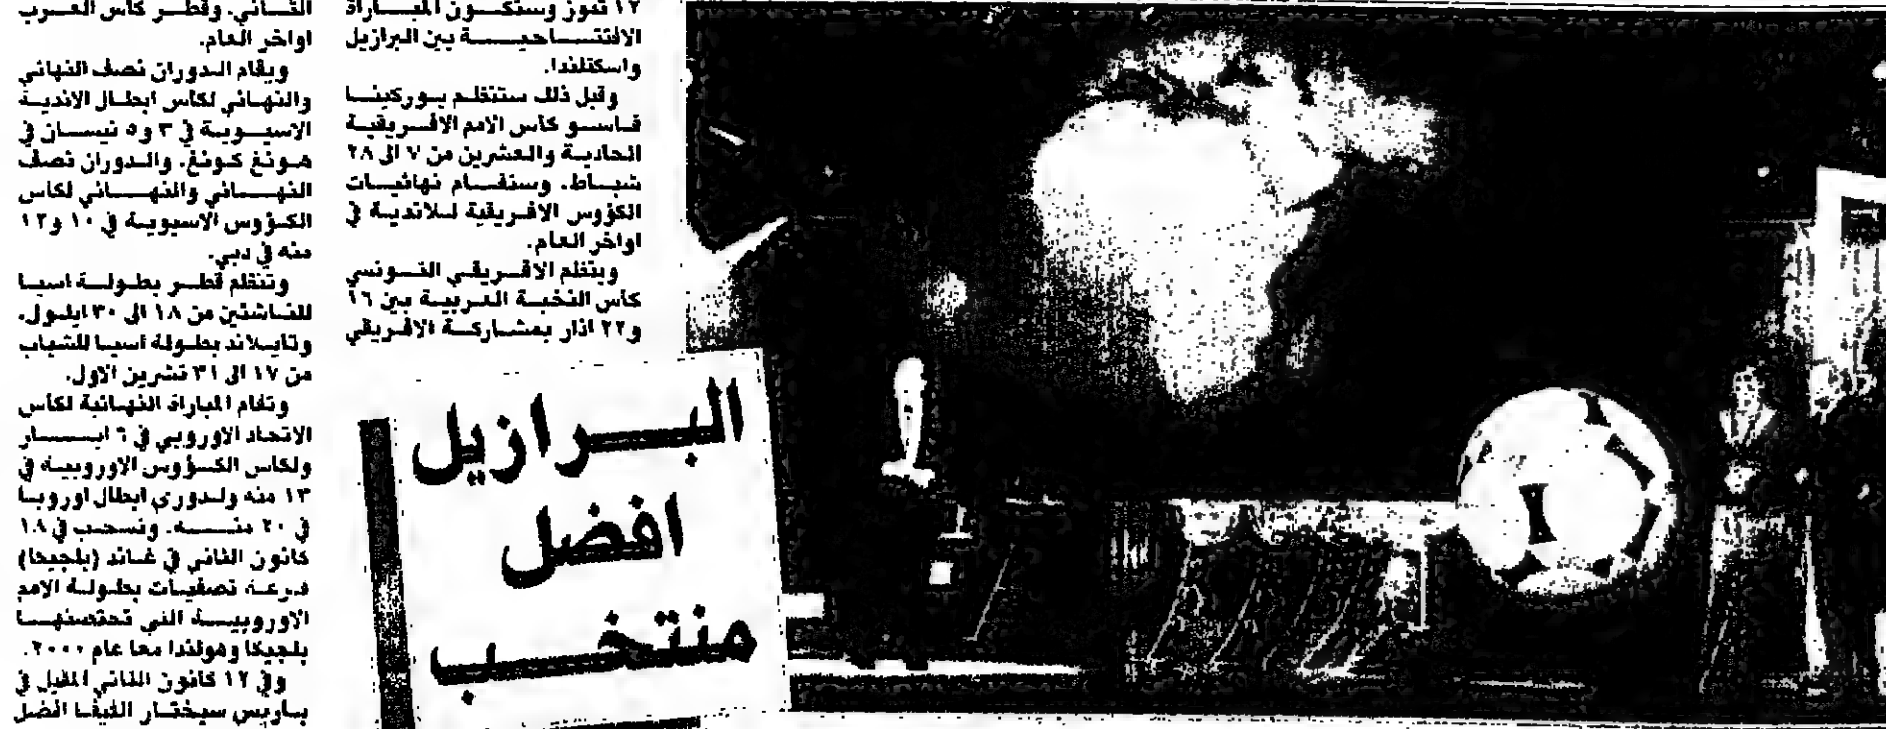 ١٢ تموز وستكون المباراة
الافتتاحية بين البرازيل
واسكتلندا.
وقبل ذلك ستنظم بوركينا
فاسو كاس الامم الافريقية
الحادية والعشرين من ٧ الى ٢٨
شباط. وستقام نهائيات
الكؤوس الافريقية للاندية في
اواخر العام.
وينظم الافريقي التونسي
كأس النخبة العربية بين ١٦
و٢٢ اذار بمشاركة الافريقي
الثاني. وقطر كاس العرب
اواخر العام.
ويقام الدوران نصف النهائي
والنهائي لكاس ابطال الاندية
الاسيوية في ٣ و٥ نيسان في
هونغ كونغ. والدوران نصف
النهائي والنهائي لكاس
الكؤوس الاسيوية في ١٠ و١٢
منه في دبي.
وتنظم قطر بطولة اسيا
للناشئين من ١٨ الى ٣٠ ايلول.
وتايلاند بطولة اسيا للشباب
من ١٧ الى ٣١ تشرين الاول.
وتقام المباراة النهائية لكاس
الاتحاد الاوروبي في ٦ ايار
ولكاس الكؤوس الاوروبية في
١٣ منه ولدوري ابطال اوروبا
في ٢٠ منه. وتسحب في ١٨
كانون الثاني في غاند (بلجيكا)
قرعة تصفيات بطولة الامم
الاوروبية التي تحتضنها
بلجيكا وهولندا معا عام ٢٠٠٠.
وفي ١٢ كانون الثاني المقبل في
باريس سيختار الفيفا افضل
البرازيل
افضل
منتخب